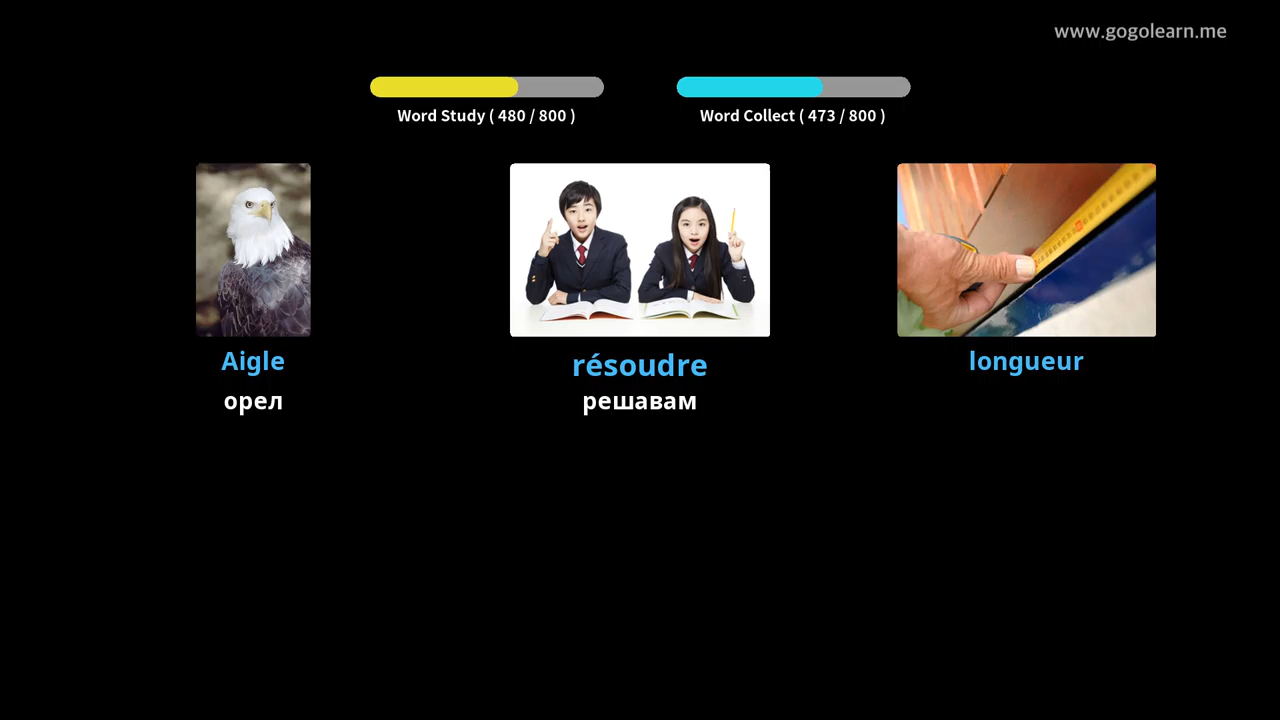 www.gogolearn.me
Word Study ( 480 / 800 )
Word Collect ( 473 / 800 )
Aigle
орел
résoudre
решавам
longueur